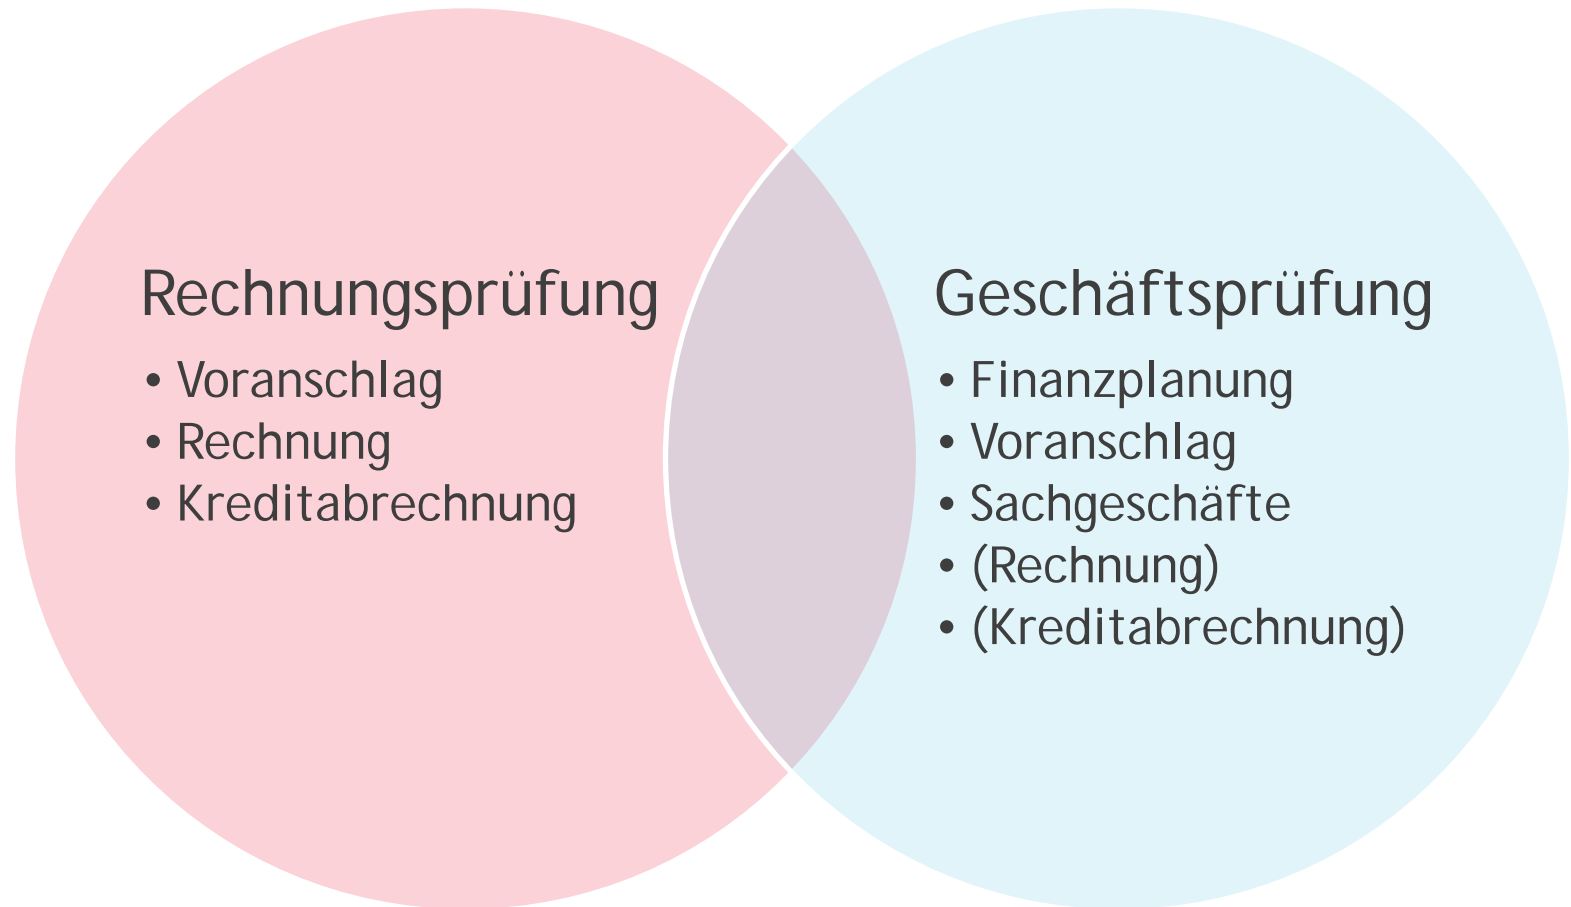 Rechnungsprüfung
• Voranschlag
• Rechnung
• Kreditabrechnung
Geschäftsprüfung
• Finanzplanung
• Voranschlag
• Sachgeschäfte
• (Rechnung)
• (Kreditabrechnung)